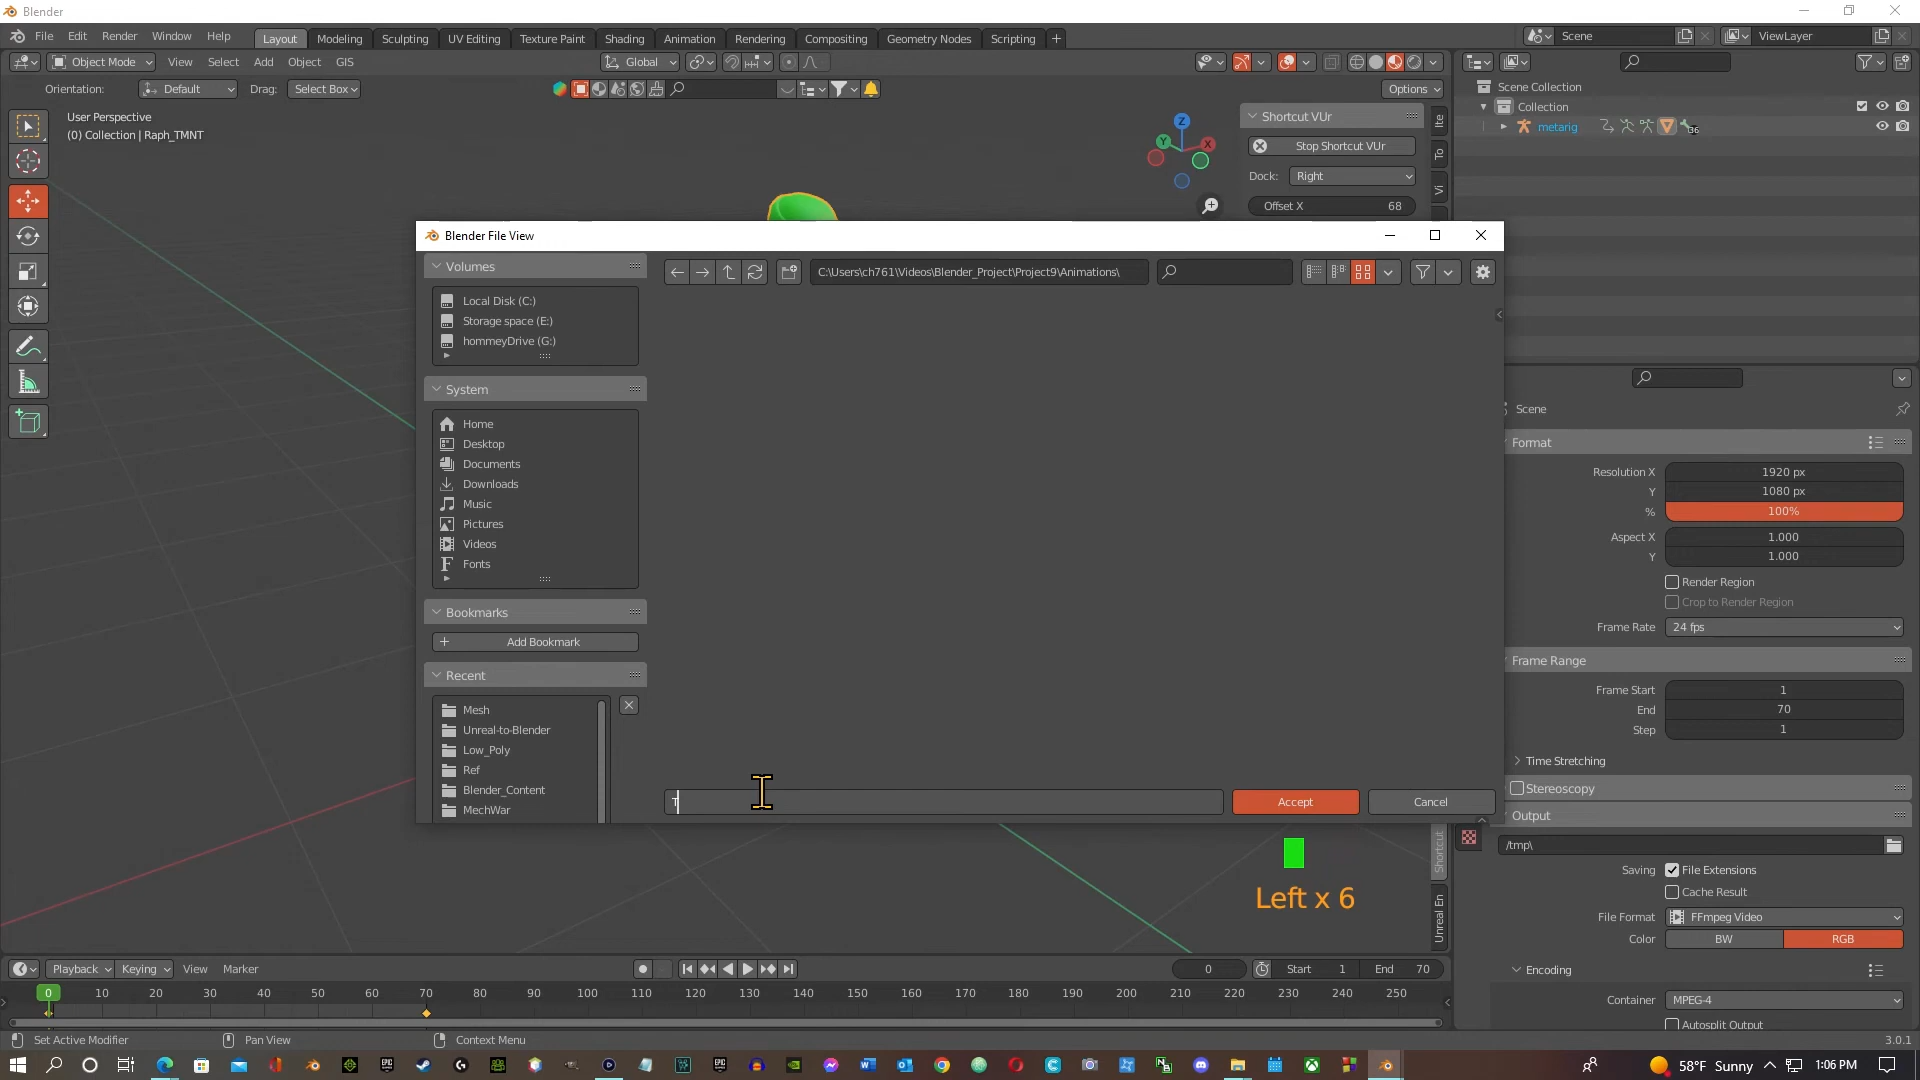 Blender
File Edit Render Window Help
Layout Modeling Sculpting UV Editing Texture Paint Shading Animation Rendering Compositing Geometry Nodes Scripting +
Scene
ViewLayer
Object Mode View Select Add Object GIS
Global
Orientation: Default Drag: Select Box
Options
User Perspective
(0) Collection | Raph_TMNT
Z
Y
X
Shortcut VUr
Stop Shortcut VUr
Dock: Right
Offset X 68
Ite
To
Vi
Scene Collection
Collection
metarig
36
Blender File View
Volumes
Local Disk (C:)
Storage space (E:)
hommeyDrive (G:)
System
Home
Desktop
Documents
Downloads
Music
Pictures
Videos
Fonts
Bookmarks
Add Bookmark
Recent
Mesh
Unreal-to-Blender
Low_Poly
Ref
Blender_Content
MechWar
C:\Users\ch761\Videos\Blender_Project\Project9\Animations\
T
Accept
Cancel
Scene
Format
Resolution X 1920 px
Y 1080 px
% 100%
Aspect X 1.000
Y 1.000
Render Region
Crop to Render Region
Frame Rate 24 fps
Frame Range
Frame Start 1
End 70
Step 1
Time Stretching
Stereoscopy
Output
/tmp\
Saving File Extensions
Cache Result
File Format FFmpeg Video
Color BW RGB
Encoding
Container MPEG-4
Autosplit Output
Shortcut
Unreal En
Left x 6
Playback Keying View Marker
0 Start 1 End 70
0 10 20 30 40 50 60 70 80 90 100 110 120 130 140 150 160 170 180 190 200 210 220 230 240 250
Set Active Modifier Pan View Context Menu
3.0.1
58°F Sunny 1:06 PM